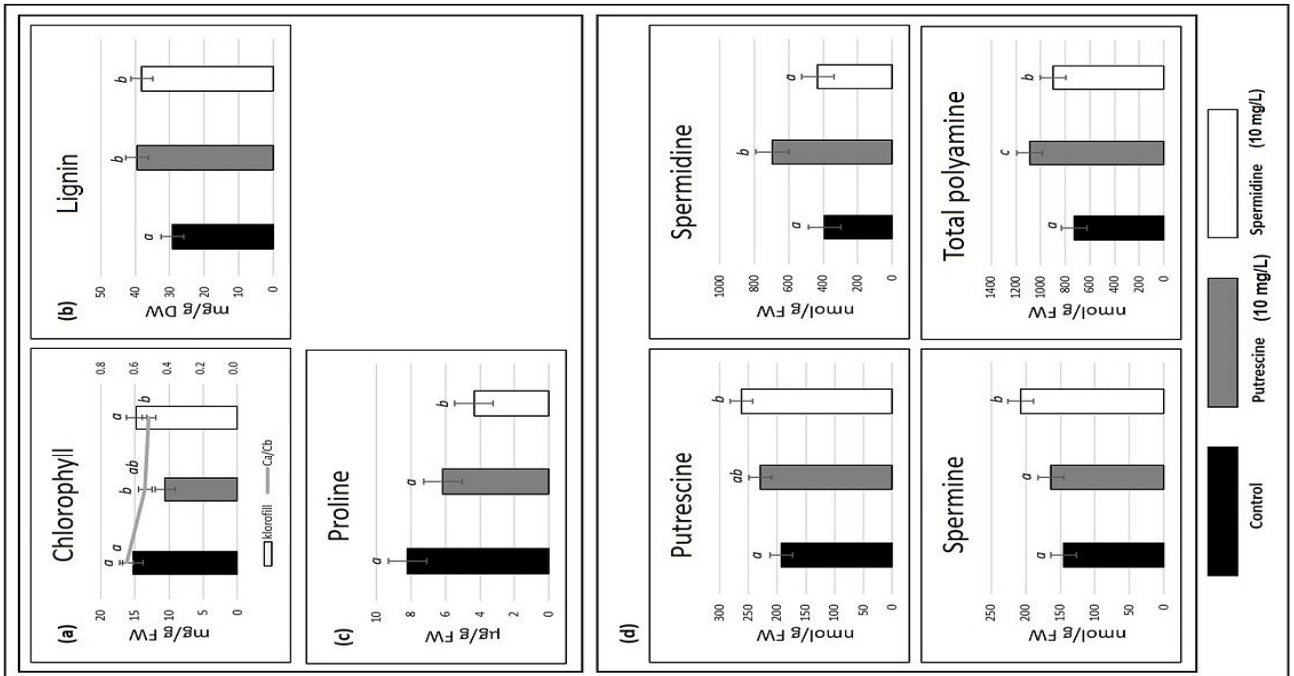 (a)
Chlorophyll
mg/g FW
20
15
10
5
0
0.8
0.6
0.4
0.2
0.0
a
a
b
ab
a
b
klorofill
Ca/Cb
(b)
Lignin
mg/g DW
50
40
30
20
10
0
a
b
b
(c)
Proline
µg/g FW
10
8
6
4
2
0
a
a
b
(d)
Putrescine
nmol/g FW
300
250
200
150
100
50
0
a
ab
b
Spermidine
nmol/g FW
1000
800
600
400
200
0
a
b
a
Spermine
nmol/g FW
250
200
150
100
50
0
a
a
b
Total polyamine
nmol/g FW
1400
1200
1000
800
600
400
200
0
a
c
b
Control
Putrescine (10 mg/L)
Spermidine (10 mg/L)